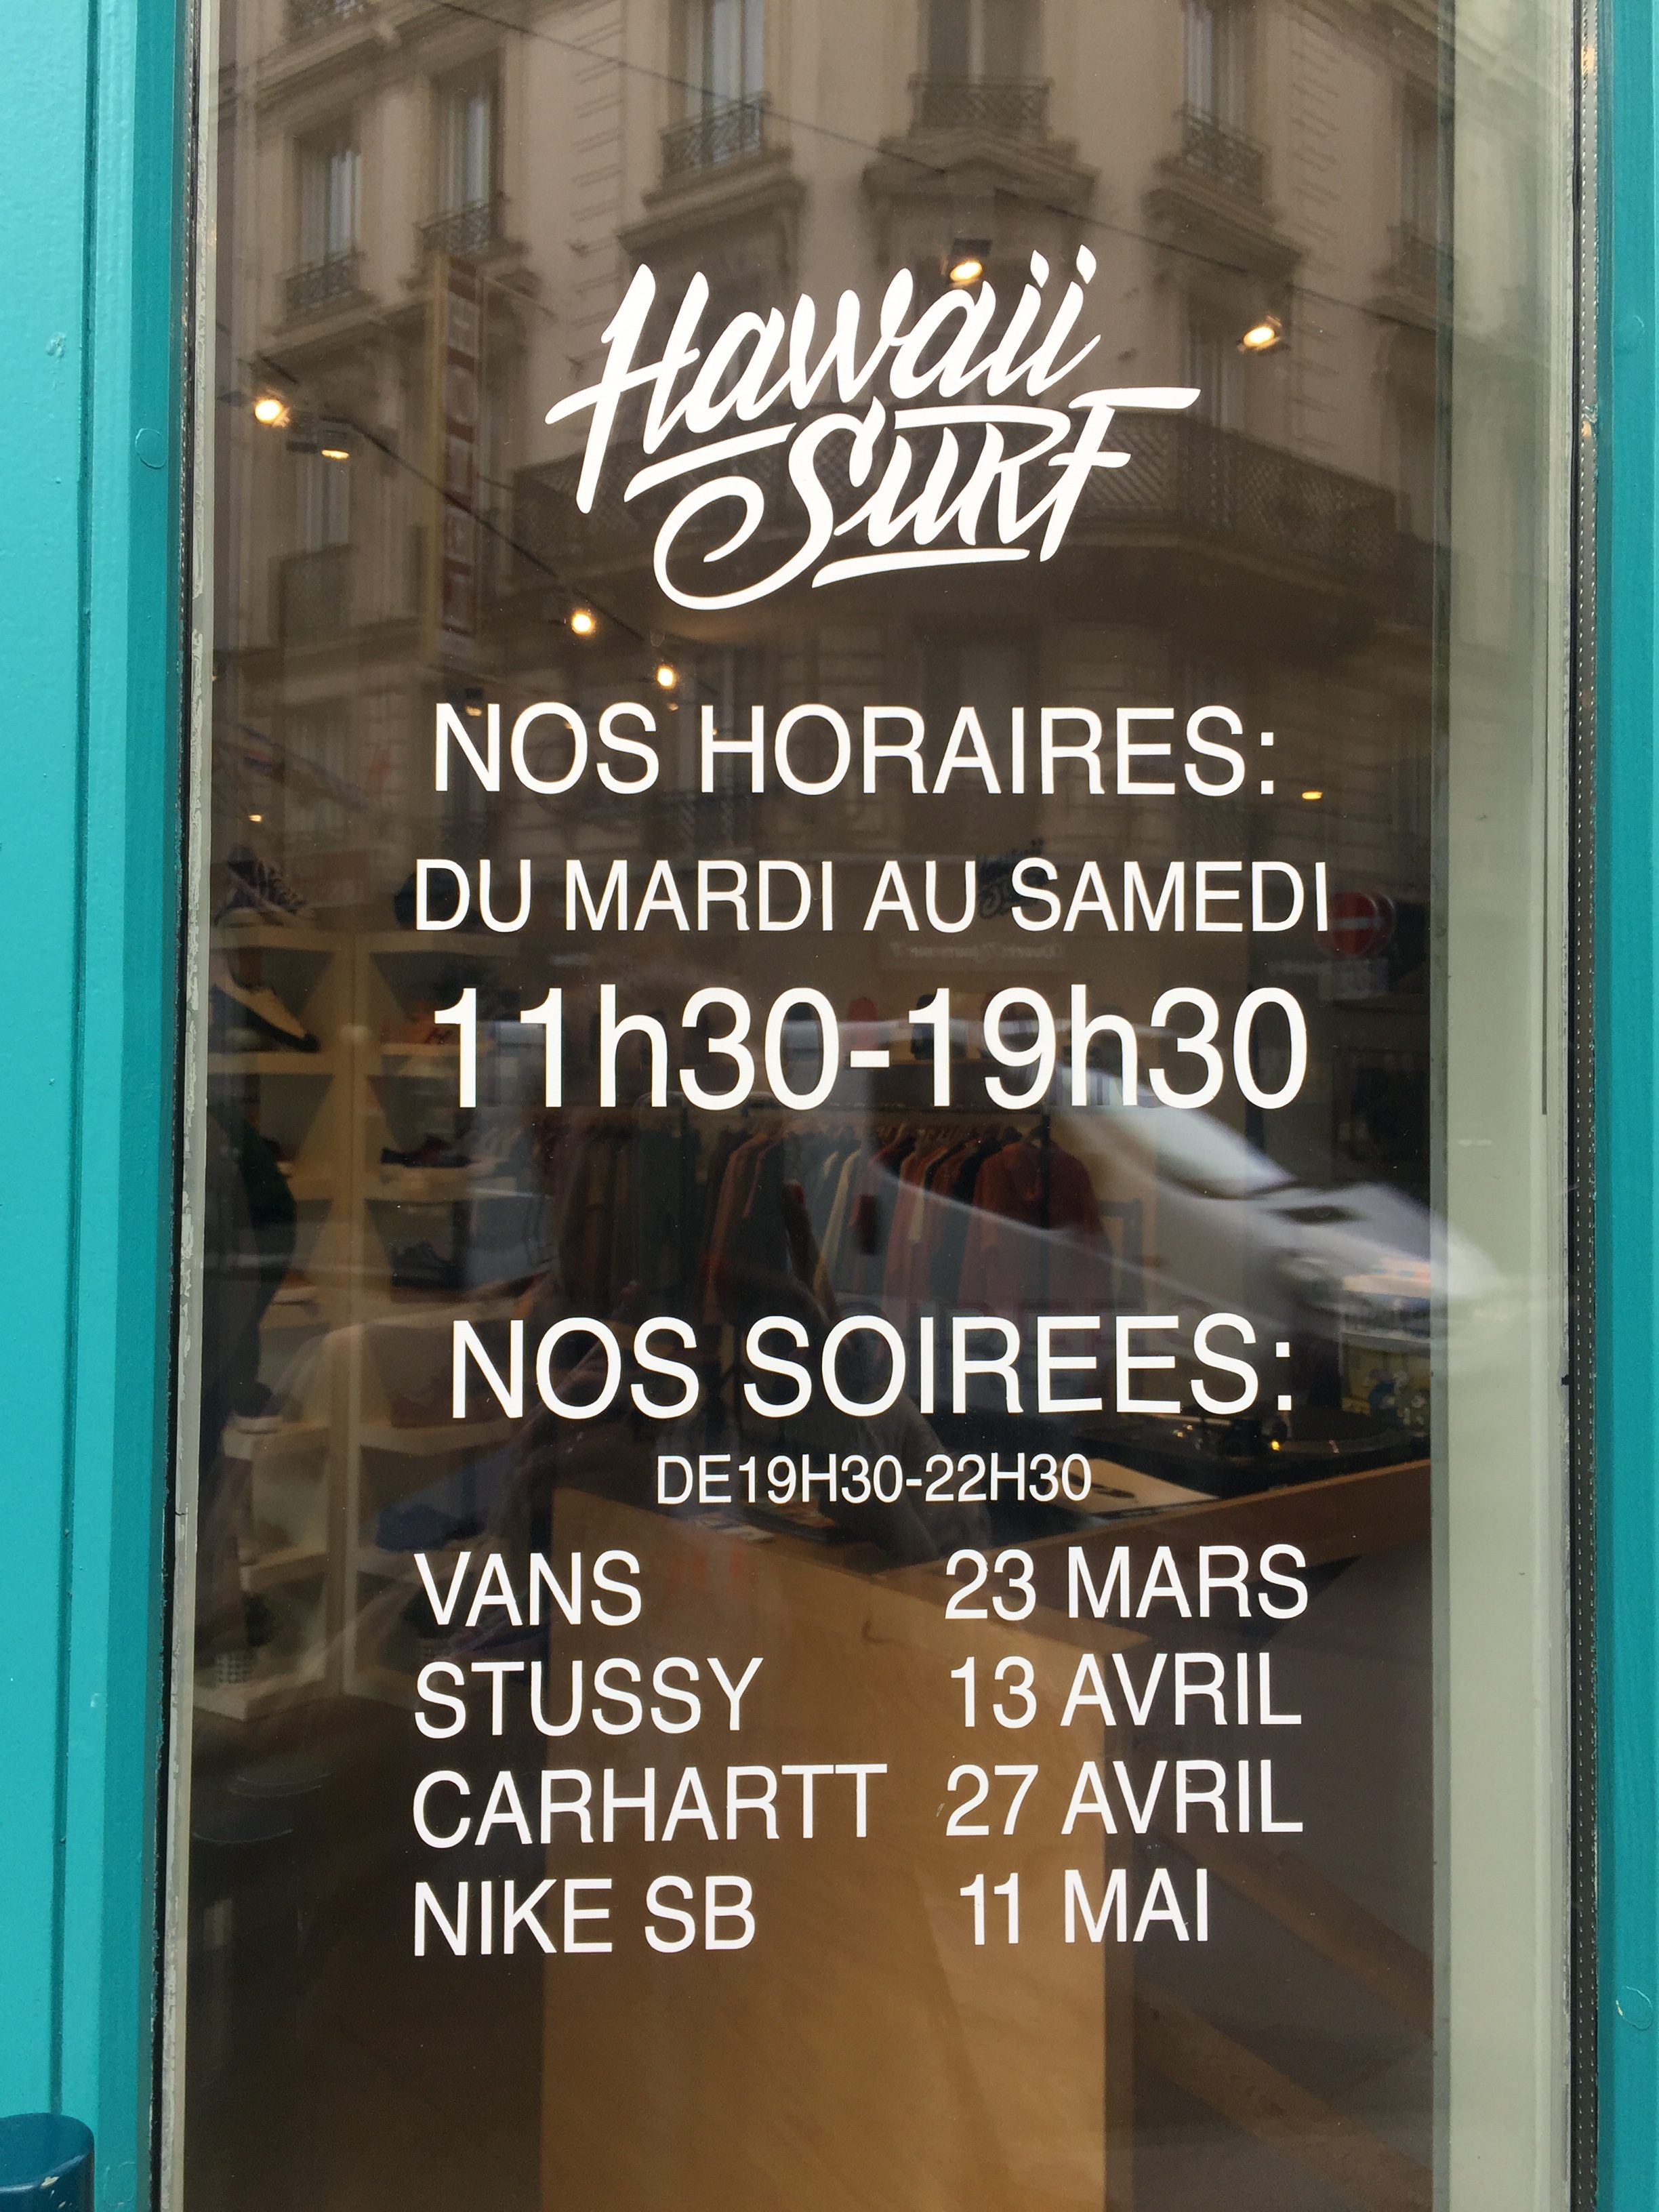 Hawaii
SURF
NOS HORAIRES:
DU MARDI AU SAMEDI
11h30-19h30
NOS SOIREES:
DE19H30-22H30
VANS 23 MARS
STUSSY 13 AVRIL
CARHARTT 27 AVRIL
NIKE SB 11 MAI